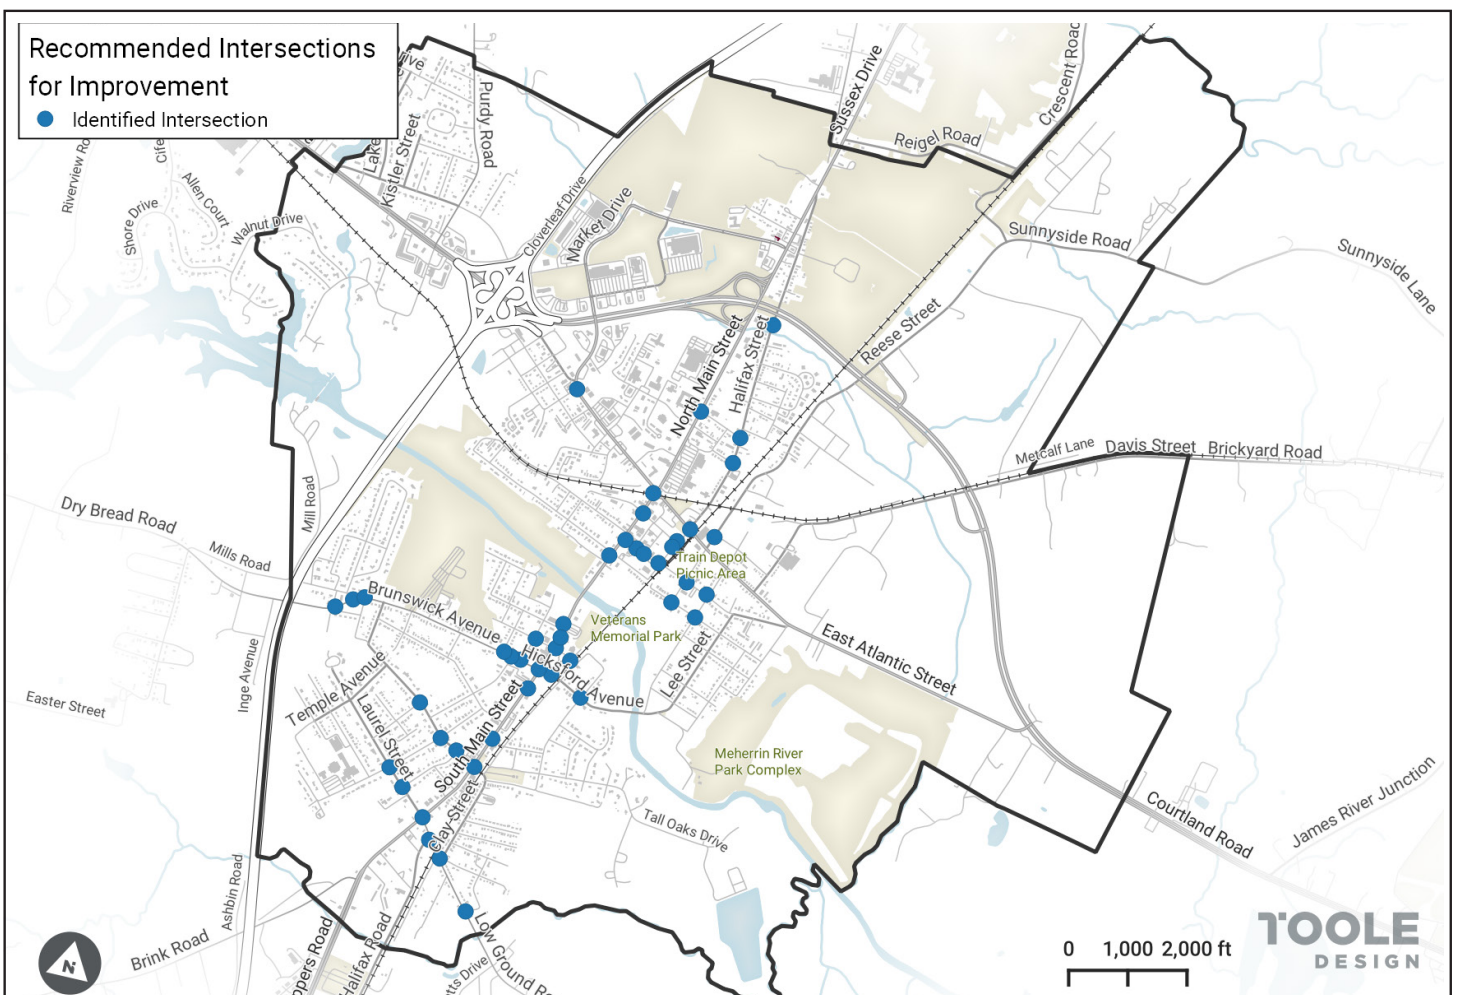 Recommended Intersections
for Improvement
Identified Intersection
Purdy Road
Kistler Street
Riverview Ro
Allen Court
Shore Drive
Walnut Drive
Cloverleaf Drive
Market Drive
Sussex Drive
Reigel Road
Crescent Road
Sunnyside Road
Sunnyside Lane
Reese Street
North Main Street
Halifax Street
Metcalf Lane
Davis Street
Brickyard Road
Dry Bread Road
Mills Road
Mill Road
Brunswick Avenue
Train Depot
Picnic Area
Veterans
Memorial Park
Hicksford Avenue
Lee Street
East Atlantic Street
Temple Avenue
Laurel Street
South Main Street
Clay Street
Inge Avenue
Easter Street
Meherrin River
Park Complex
Tall Oaks Drive
Courtland Road
James River Junction
Ashbin Road
Brink Road
ppers Road
Halifax Road
Low Ground Ro
tts Drive
N
0 1,000 2,000 ft
TOOLE
DESIGN